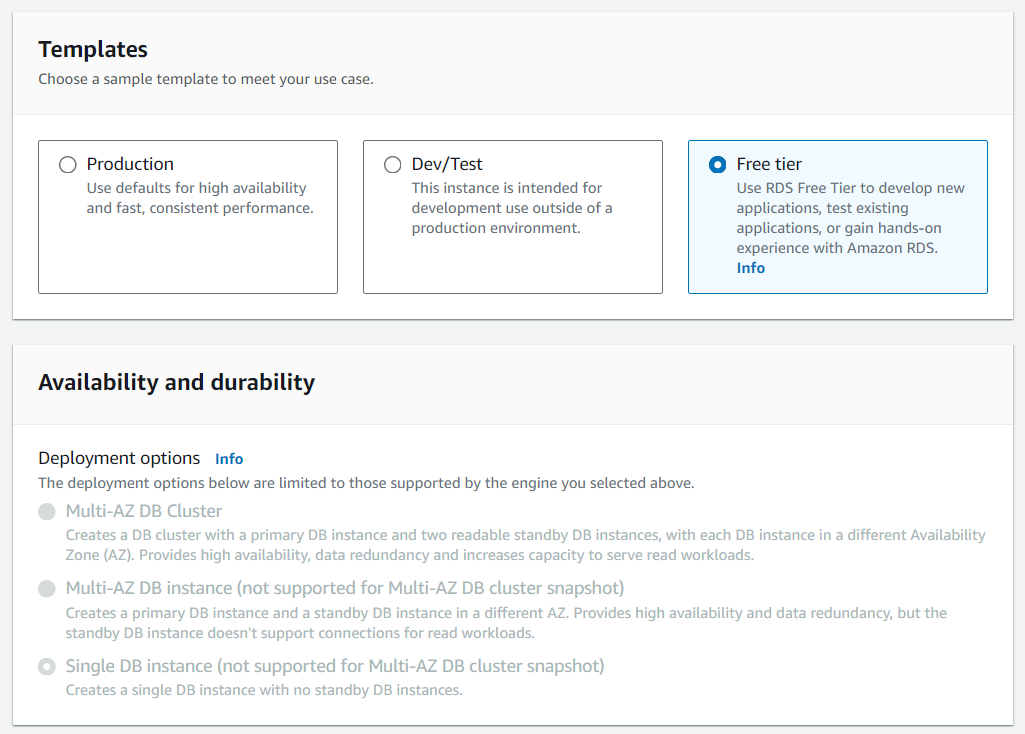 Templates
Choose a sample template to meet your use case.
Production
Use defaults for high availability
and fast, consistent performance.
Dev/Test
This instance is intended for
development use outside of a
production environment.
Free tier
Use RDS Free Tier to develop new
applications, test existing
applications, or gain hands-on
experience with Amazon RDS.
Info
Availability and durability
Deployment options Info
The deployment options below are limited to those supported by the engine you selected above.
Multi-AZ DB Cluster
Creates a DB cluster with a primary DB instance and two readable standby DB instances, with each DB instance in a different Availability
Zone (AZ). Provides high availability, data redundancy and increases capacity to serve read workloads.
Multi-AZ DB instance (not supported for Multi-AZ DB cluster snapshot)
Creates a primary DB instance and a standby DB instance in a different AZ. Provides high availability and data redundancy, but the
standby DB instance doesn't support connections for read workloads.
Single DB instance (not supported for Multi-AZ DB cluster snapshot)
Creates a single DB instance with no standby DB instances.